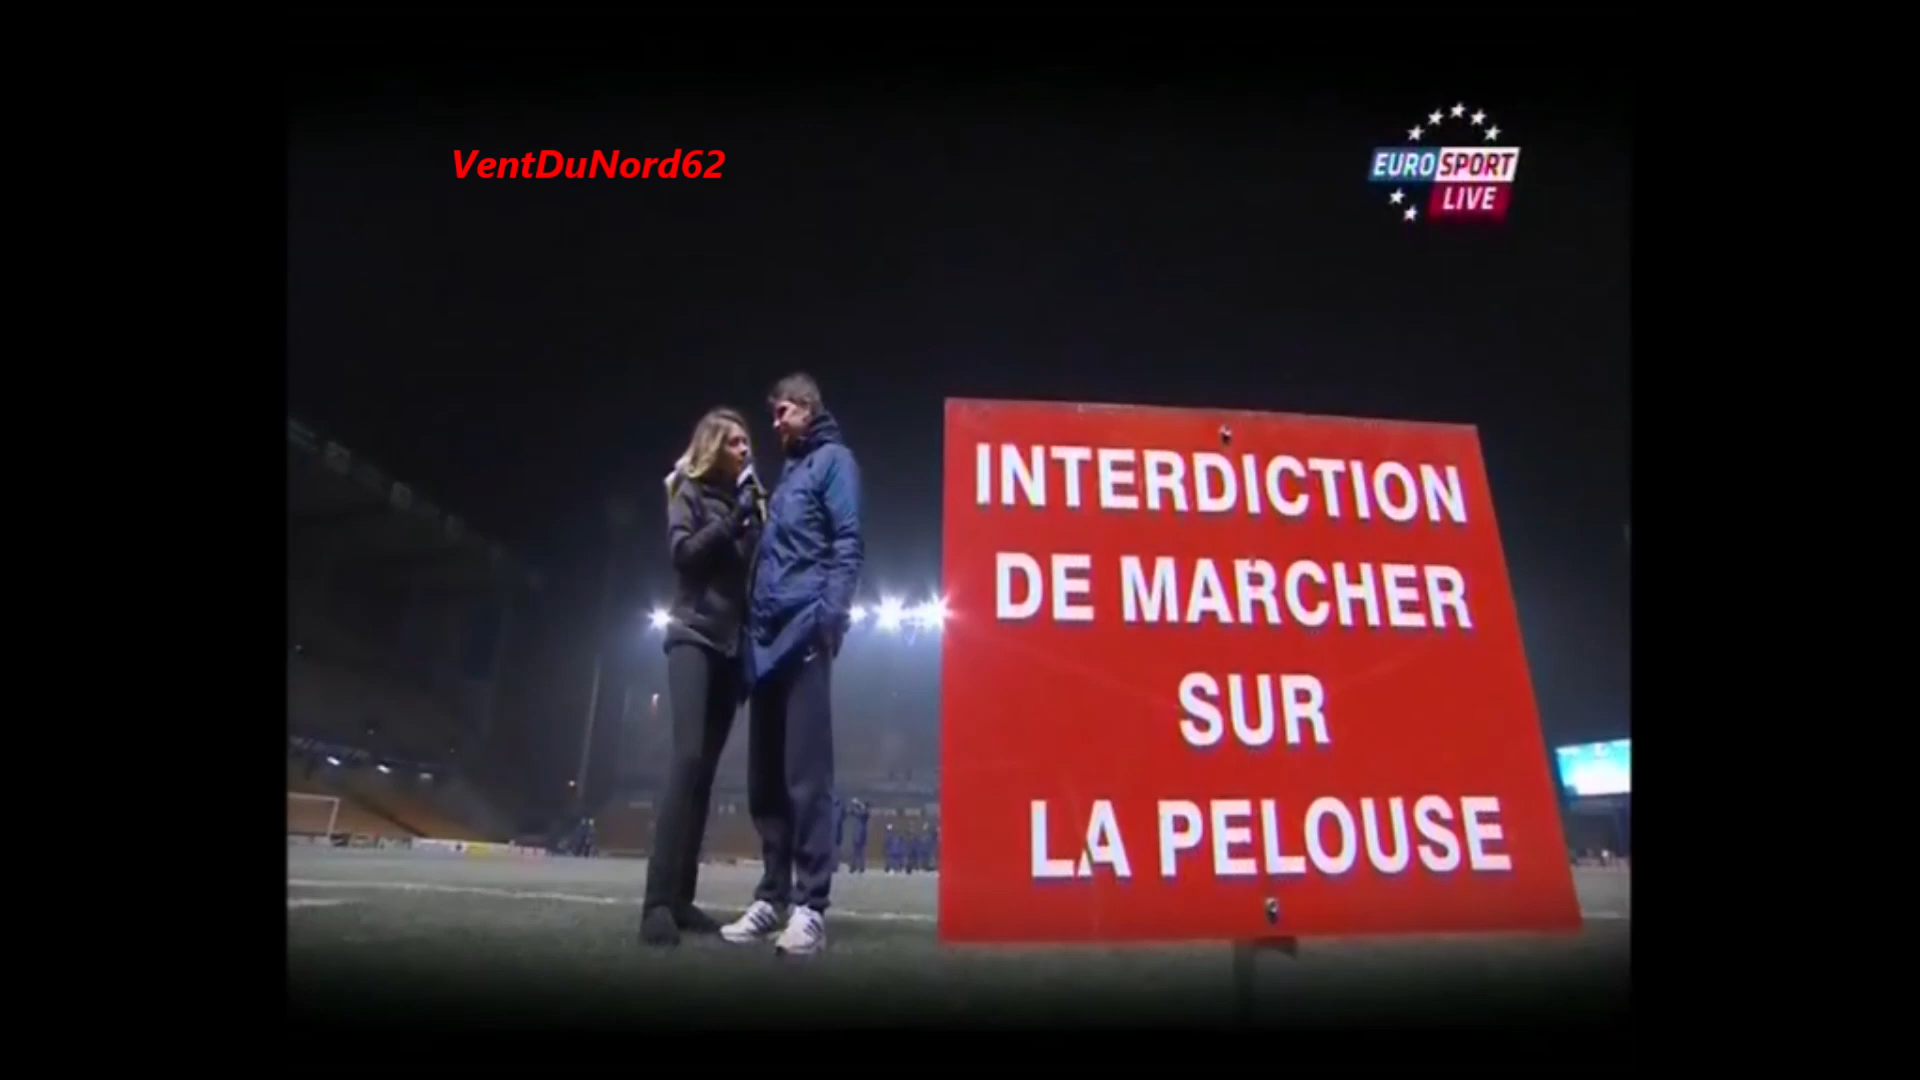 VentDuNord62
EUROSPORT
LIVE
INTERDICTION
DE MARCHER
SUR
LA PELOUSE